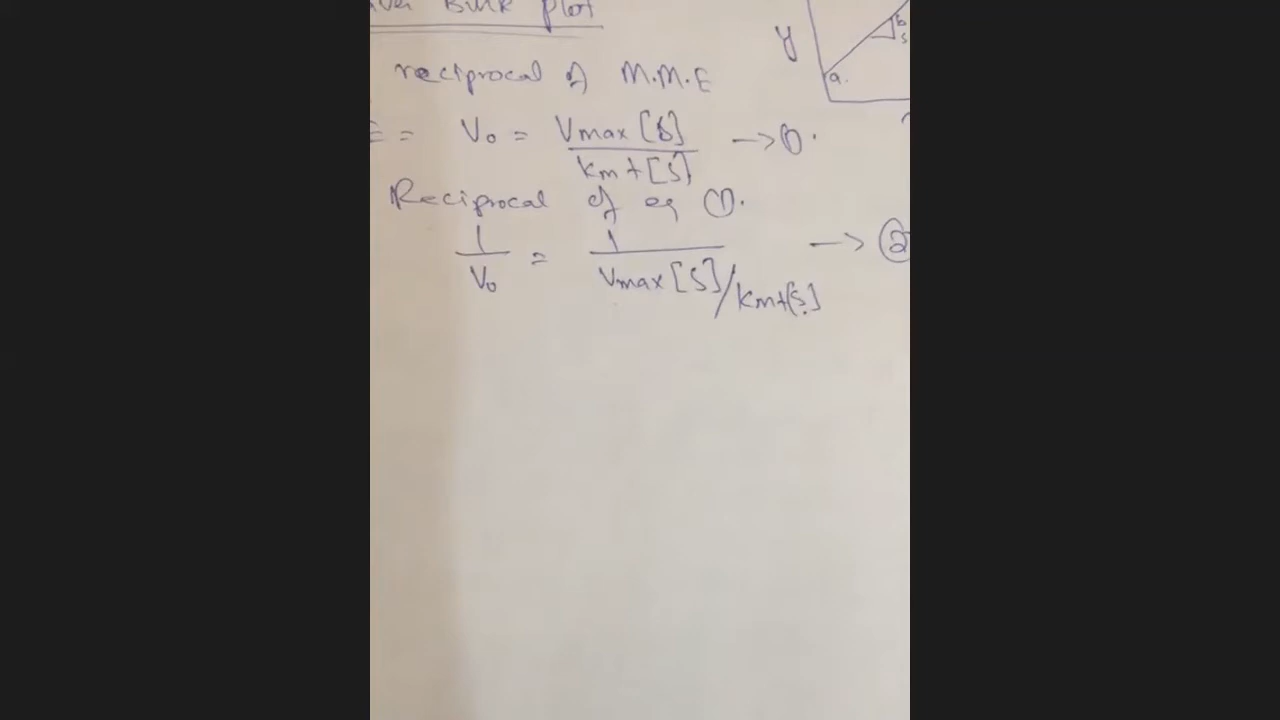 Burk plot
y
b
s
a.
reciprocal of M.M.E
= V₀ = Vmax [S] / Km + [S] → ①.
Reciprocal of eq ①.
1 / V₀ = 1 / Vmax [S] / Km+[S] → ②